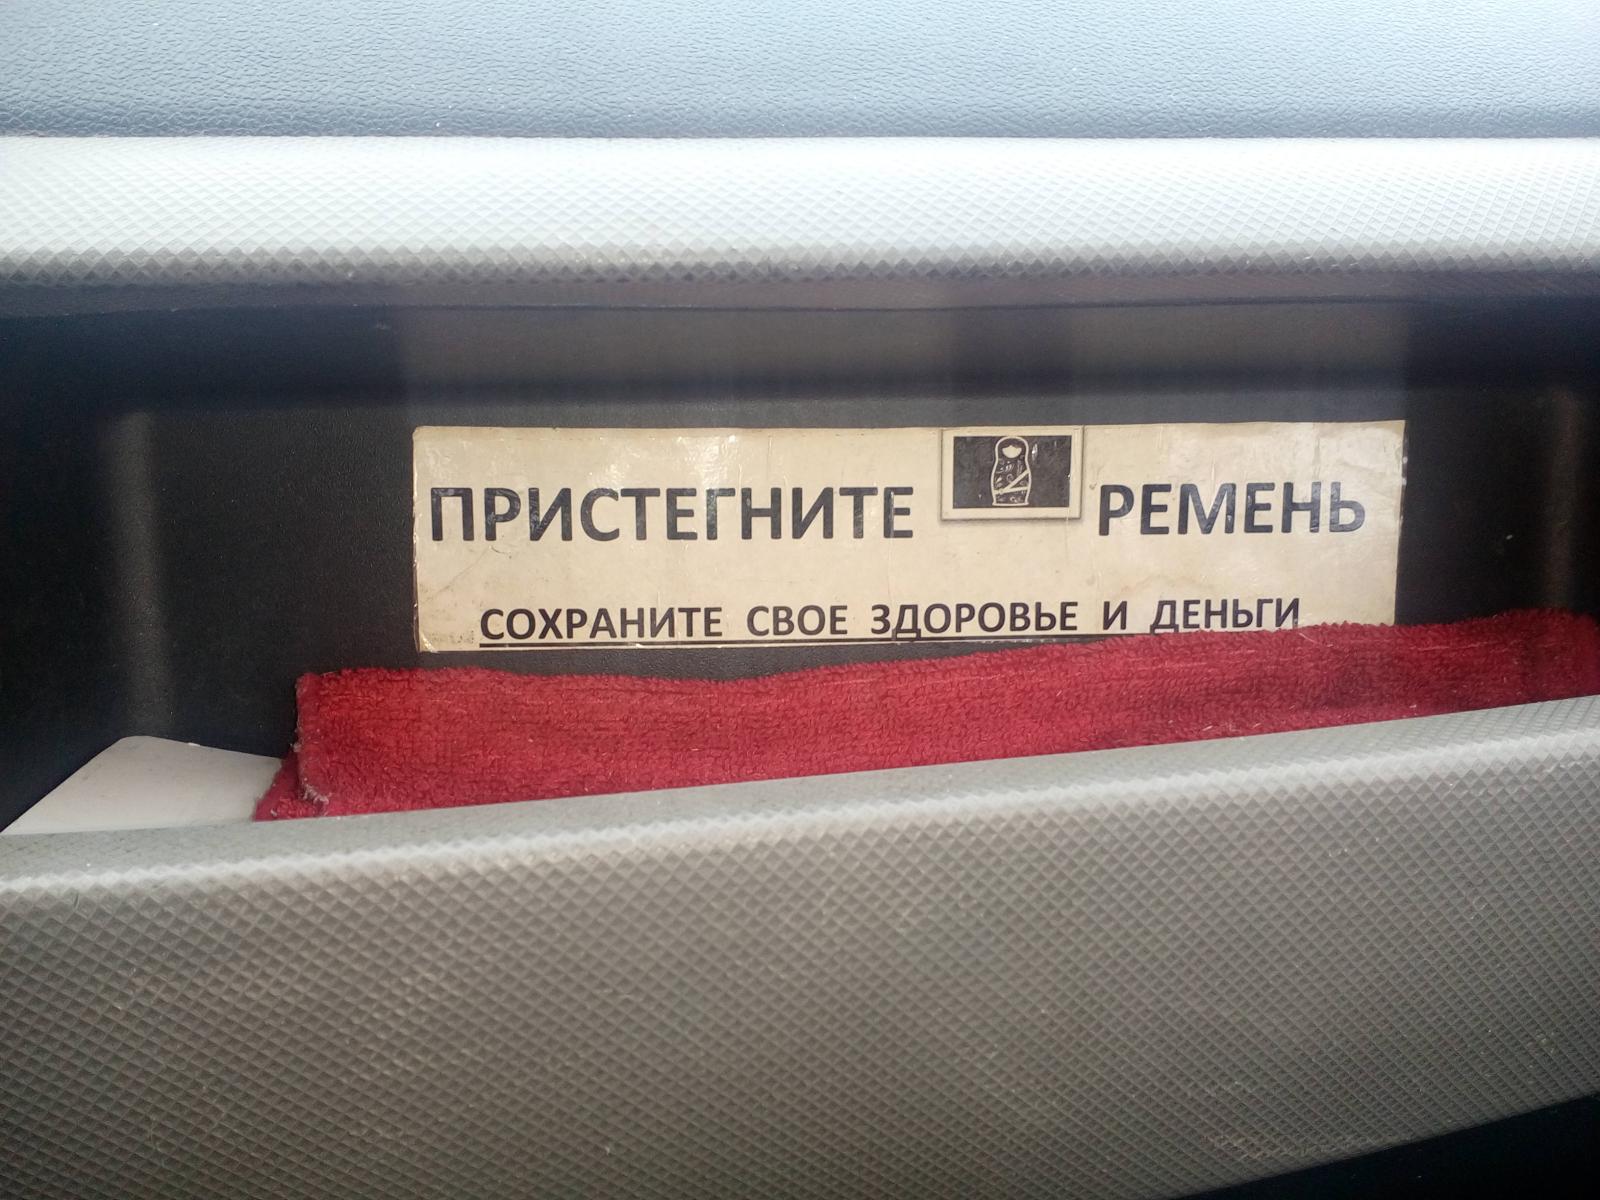 ПРИСТЕГНИТЕ РЕМЕНЬ
СОХРАНИТЕ СВОЕ ЗДОРОВЬЕ И ДЕНЬГИ